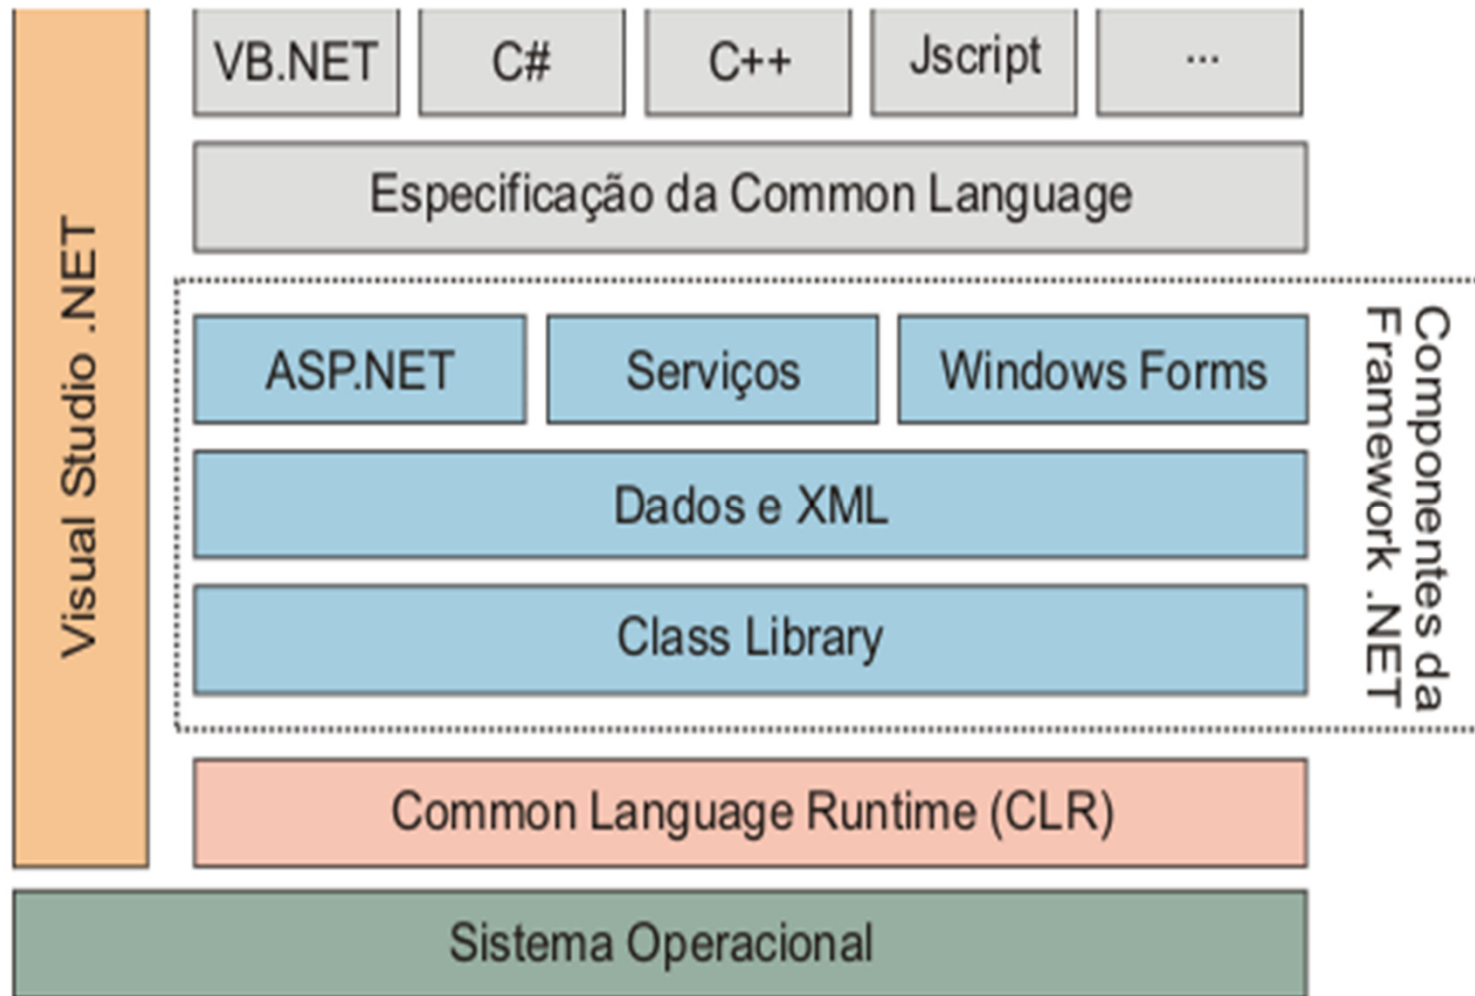 VB.NET
C#
C++
Jscript
...
Especificação da Common Language
Visual Studio .NET
ASP.NET
Serviços
Windows Forms
Componentes da
Framework .NET
Dados e XML
Class Library
Common Language Runtime (CLR)
Sistema Operacional